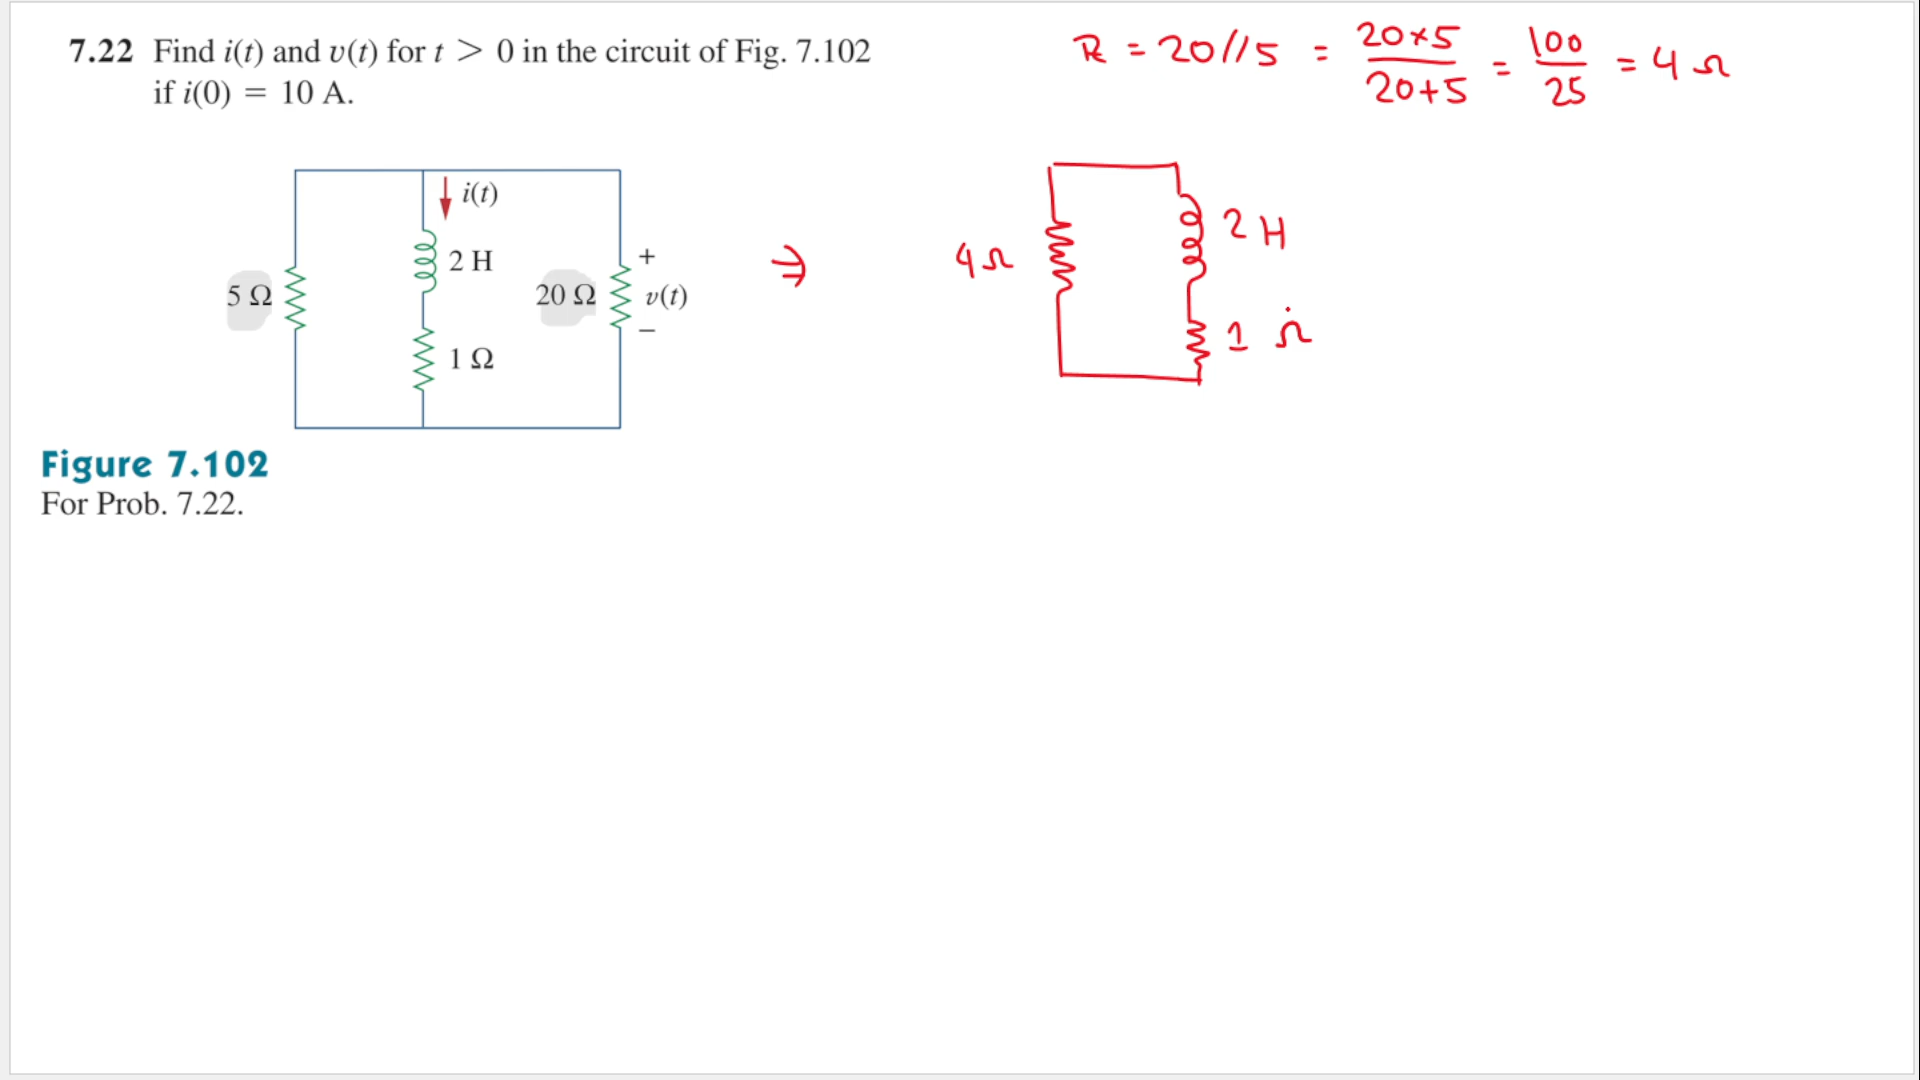 7.22 Find i(t) and v(t) for t > 0 in the circuit of Fig. 7.102
if i(0) = 10 A.
R = 20//5 = 20×5 / 20+5 = 100 / 25 = 4 Ω
i(t)
2 H
5 Ω
20 Ω
+
v(t)
−
1 Ω
⇒
4Ω
2 H
1 Ω
Figure 7.102
For Prob. 7.22.